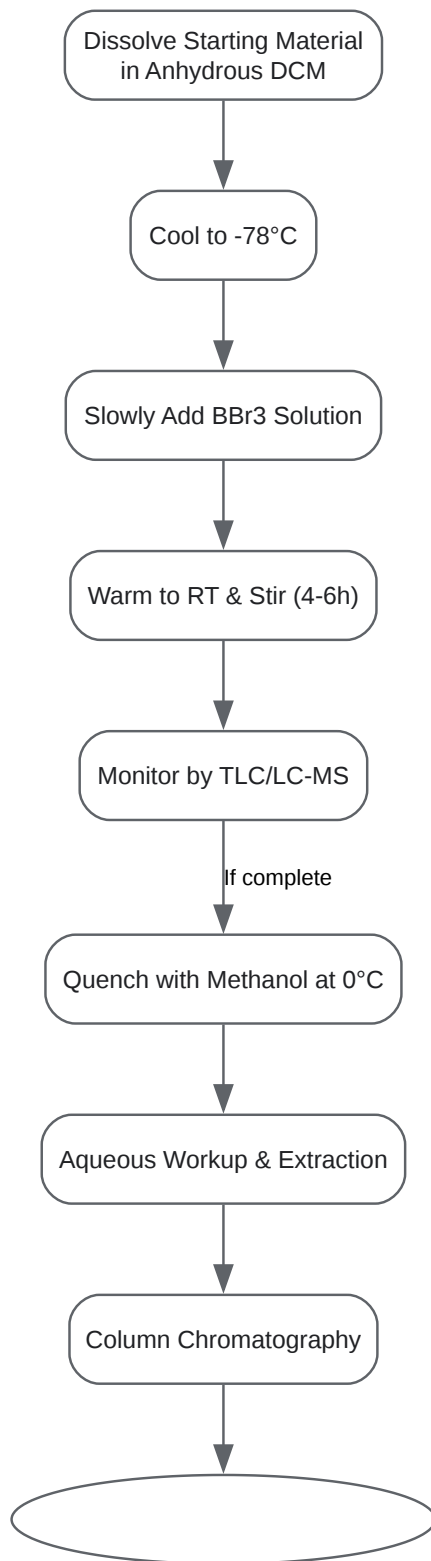 Dissolve Starting Material
in Anhydrous DCM
Cool to -78°C
Slowly Add BBr3 Solution
Warm to RT & Stir (4-6h)
Monitor by TLC/LC-MS
If complete
Quench with Methanol at 0°C
Aqueous Workup & Extraction
Column Chromatography